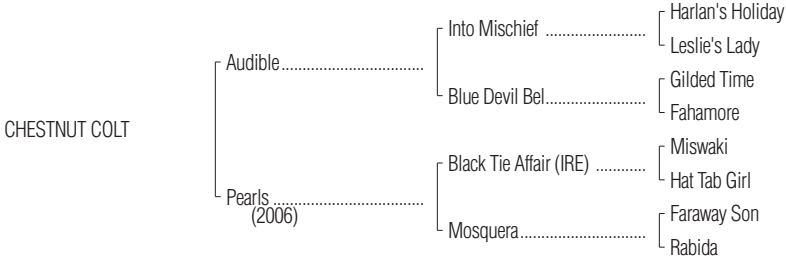 Harlan's Holiday
Into Mischief ..........................
Leslie's Lady
Audible.....................................
Gilded Time
Blue Devil Bel..........................
Fahamore
CHESTNUT COLT
Miswaki
Black Tie Affair (IRE) .............
Hat Tab Girl
Pearls .......................................
(2006)
Faraway Son
Mosquera.................................
Rabida